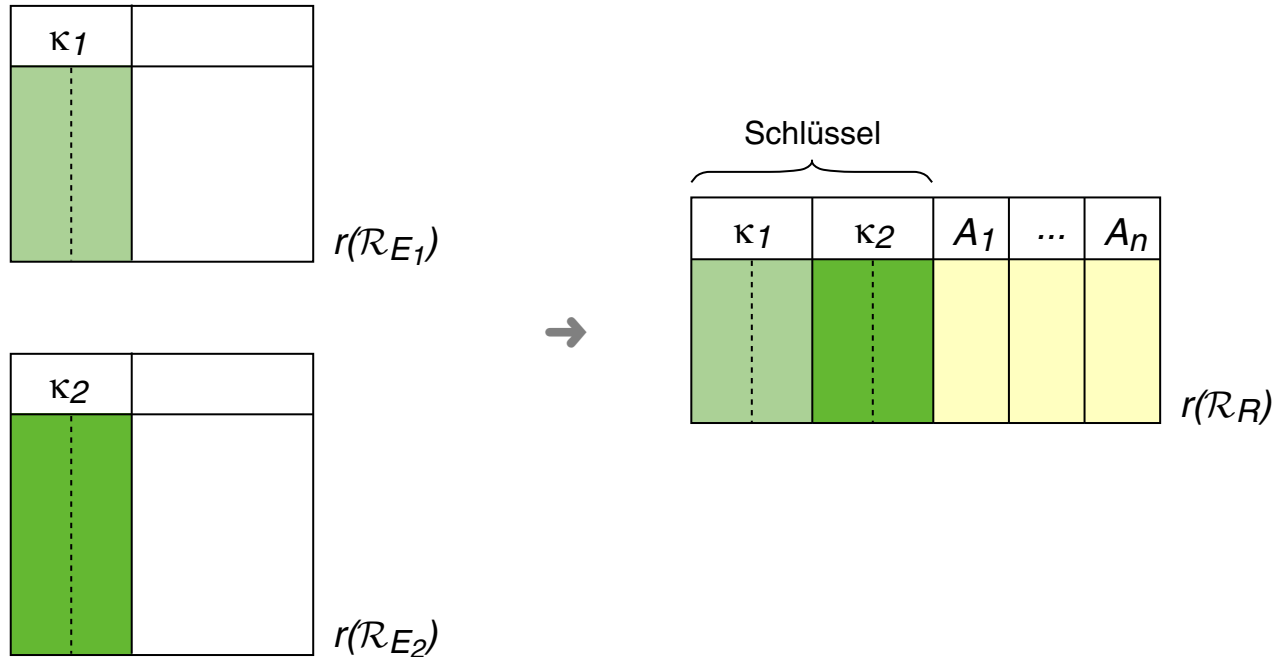 κ1
r(ℛE1)
κ2
r(ℛE2)
➜
Schlüssel
κ1 κ2 A1 ... An
r(ℛR)